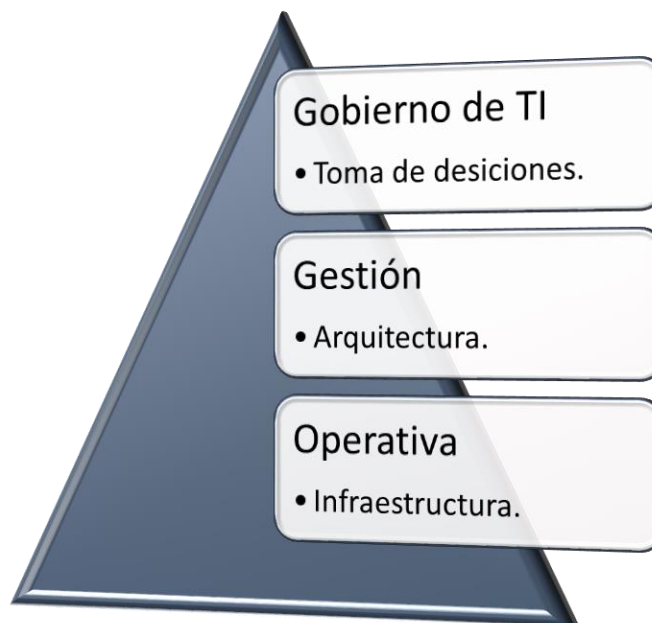 Gobierno de TI
• Toma de desiciones.
Gestión
• Arquitectura.
Operativa
• Infraestructura.